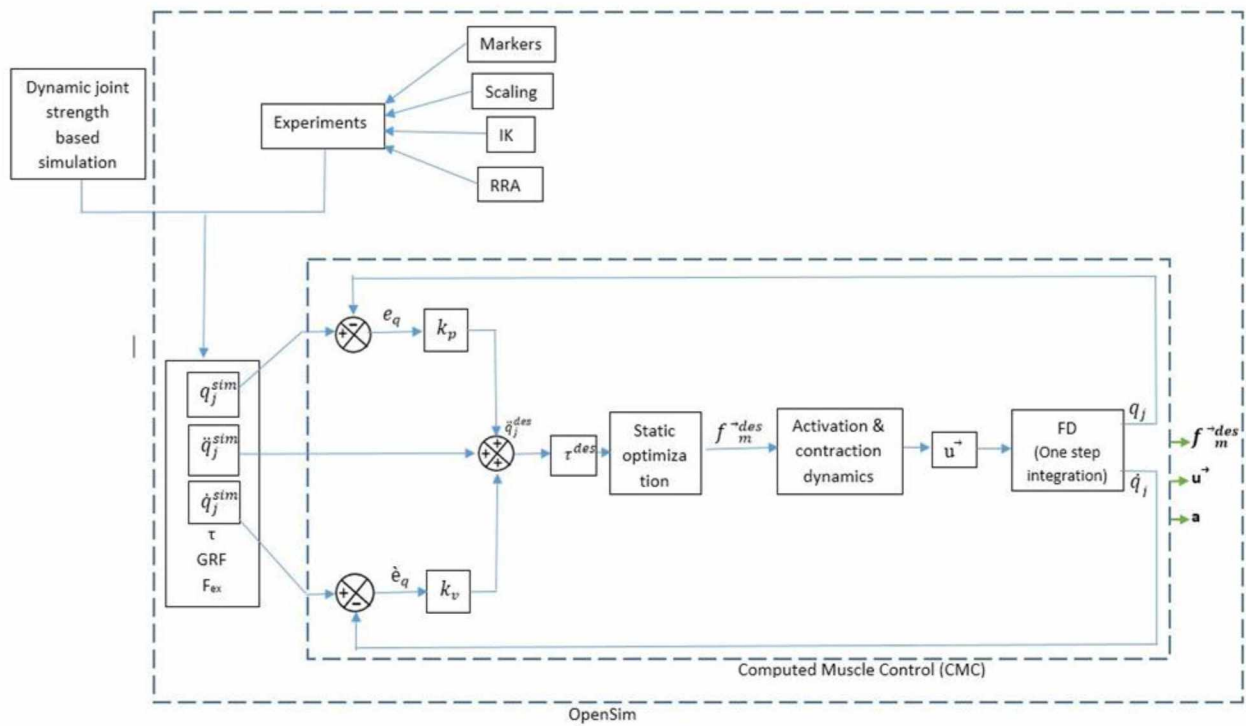 Markers
Dynamic joint
strength
based
simulation
Scaling
Experiments
IK
RRA
e_q
k_p
q_j^{sim}
q̈_j^{sim}
q̇_j^{sim}
τ
GRF
F_{ex}
q̈_j^{des}
τ^{des}
Static
optimiza
tion
f^{→des}_m
Activation &
contraction
dynamics
u^→
FD
(One step
integration)
q_j
q̇_j
f^{→des}_m
u^→
a
ė_q
k_v
Computed Muscle Control (CMC)
OpenSim